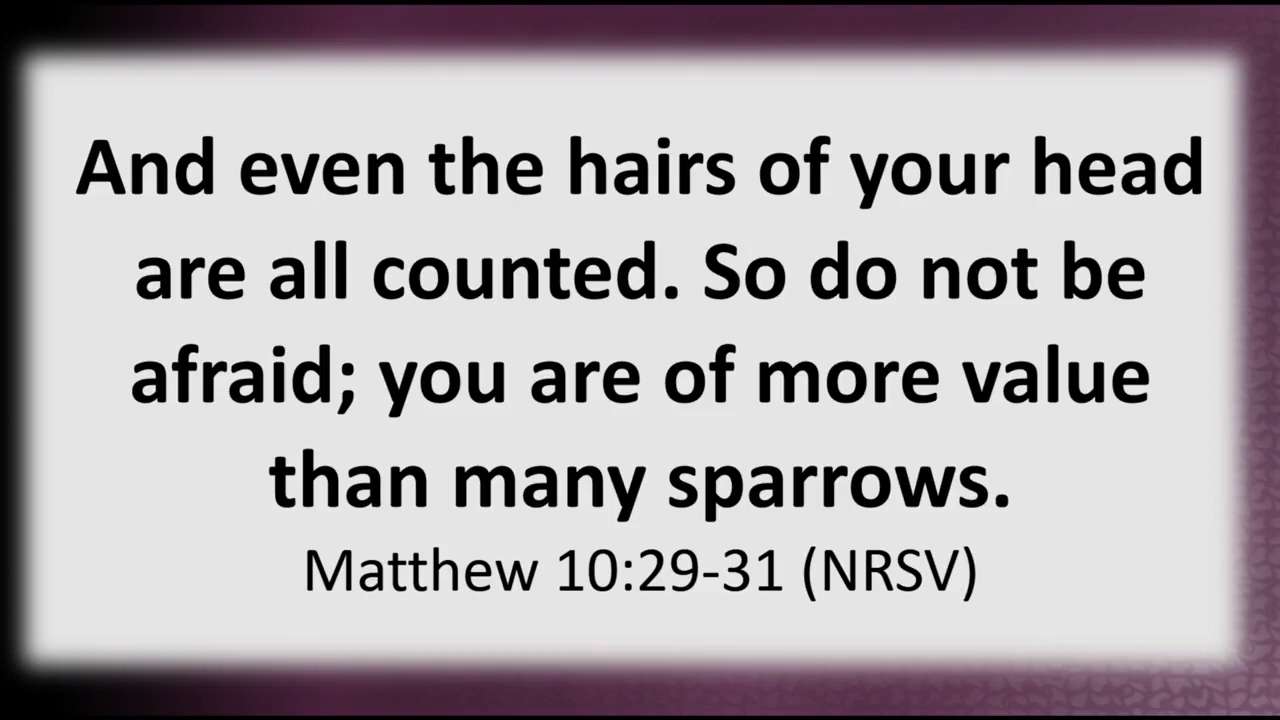 And even the hairs of your head
are all counted. So do not be
afraid; you are of more value
than many sparrows.
Matthew 10:29-31 (NRSV)